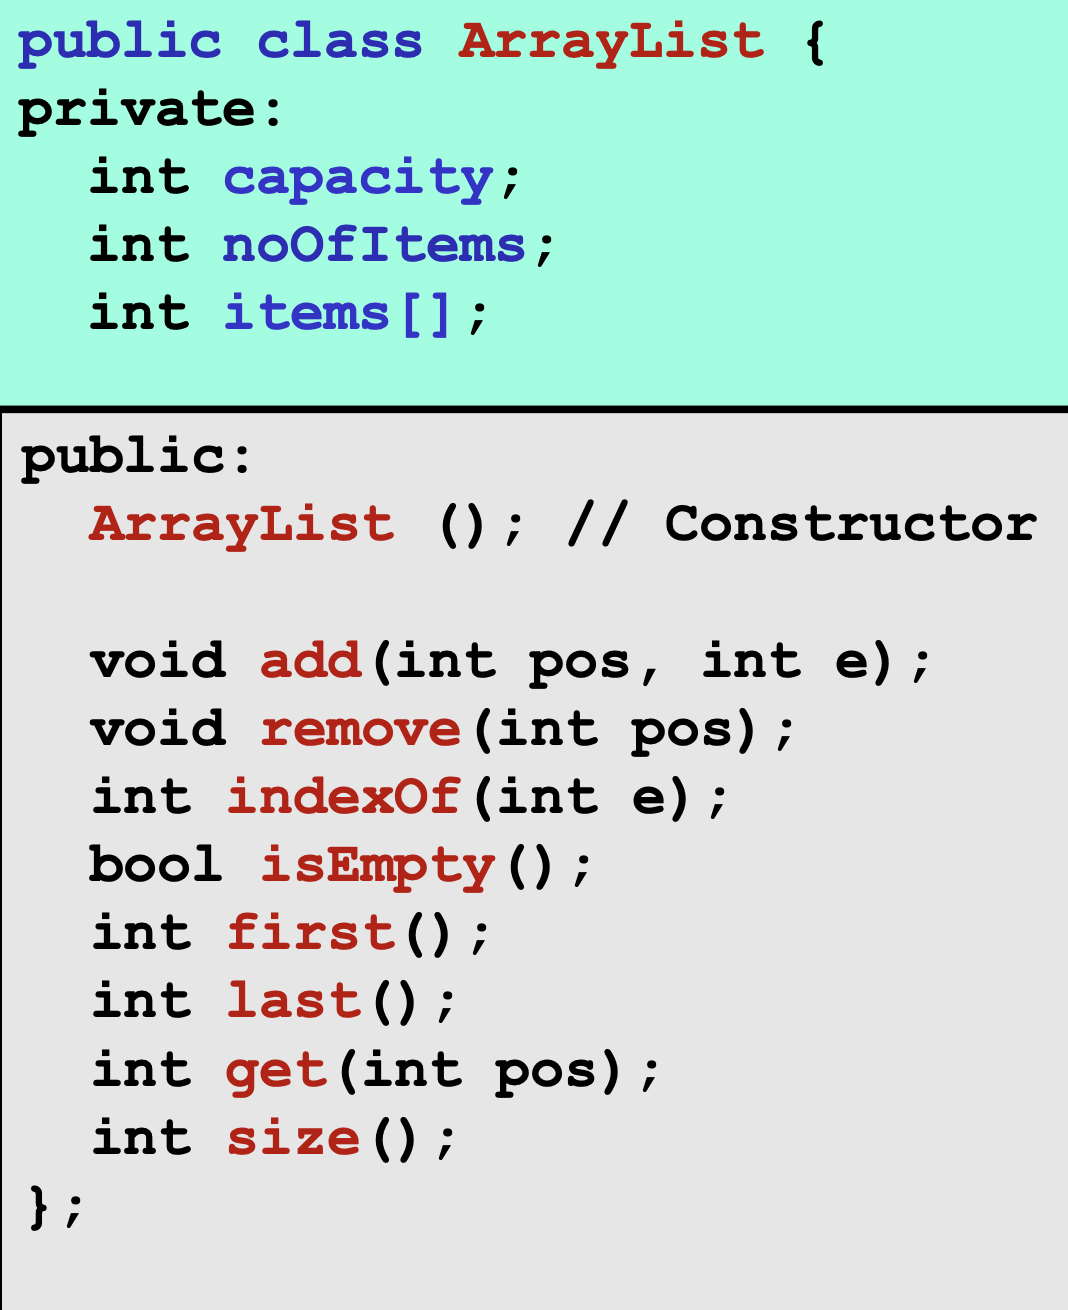 public class ArrayList {
private:
int capacity;
int noOfItems;
int items[];
public:
ArrayList (); // Constructor
void add(int pos, int e);
void remove(int pos);
int indexOf(int e);
bool isEmpty();
int first();
int last();
int get(int pos);
int size();
};